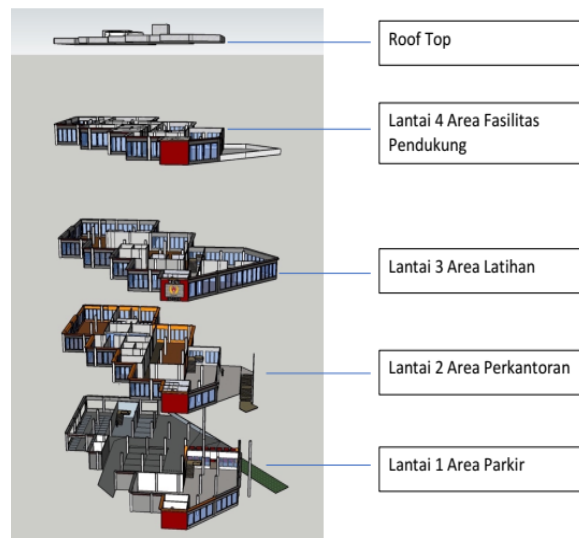 Roof Top
Lantai 4 Area Fasilitas
Pendukung
Lantai 3 Area Latihan
Lantai 2 Area Perkantoran
Lantai 1 Area Parkir